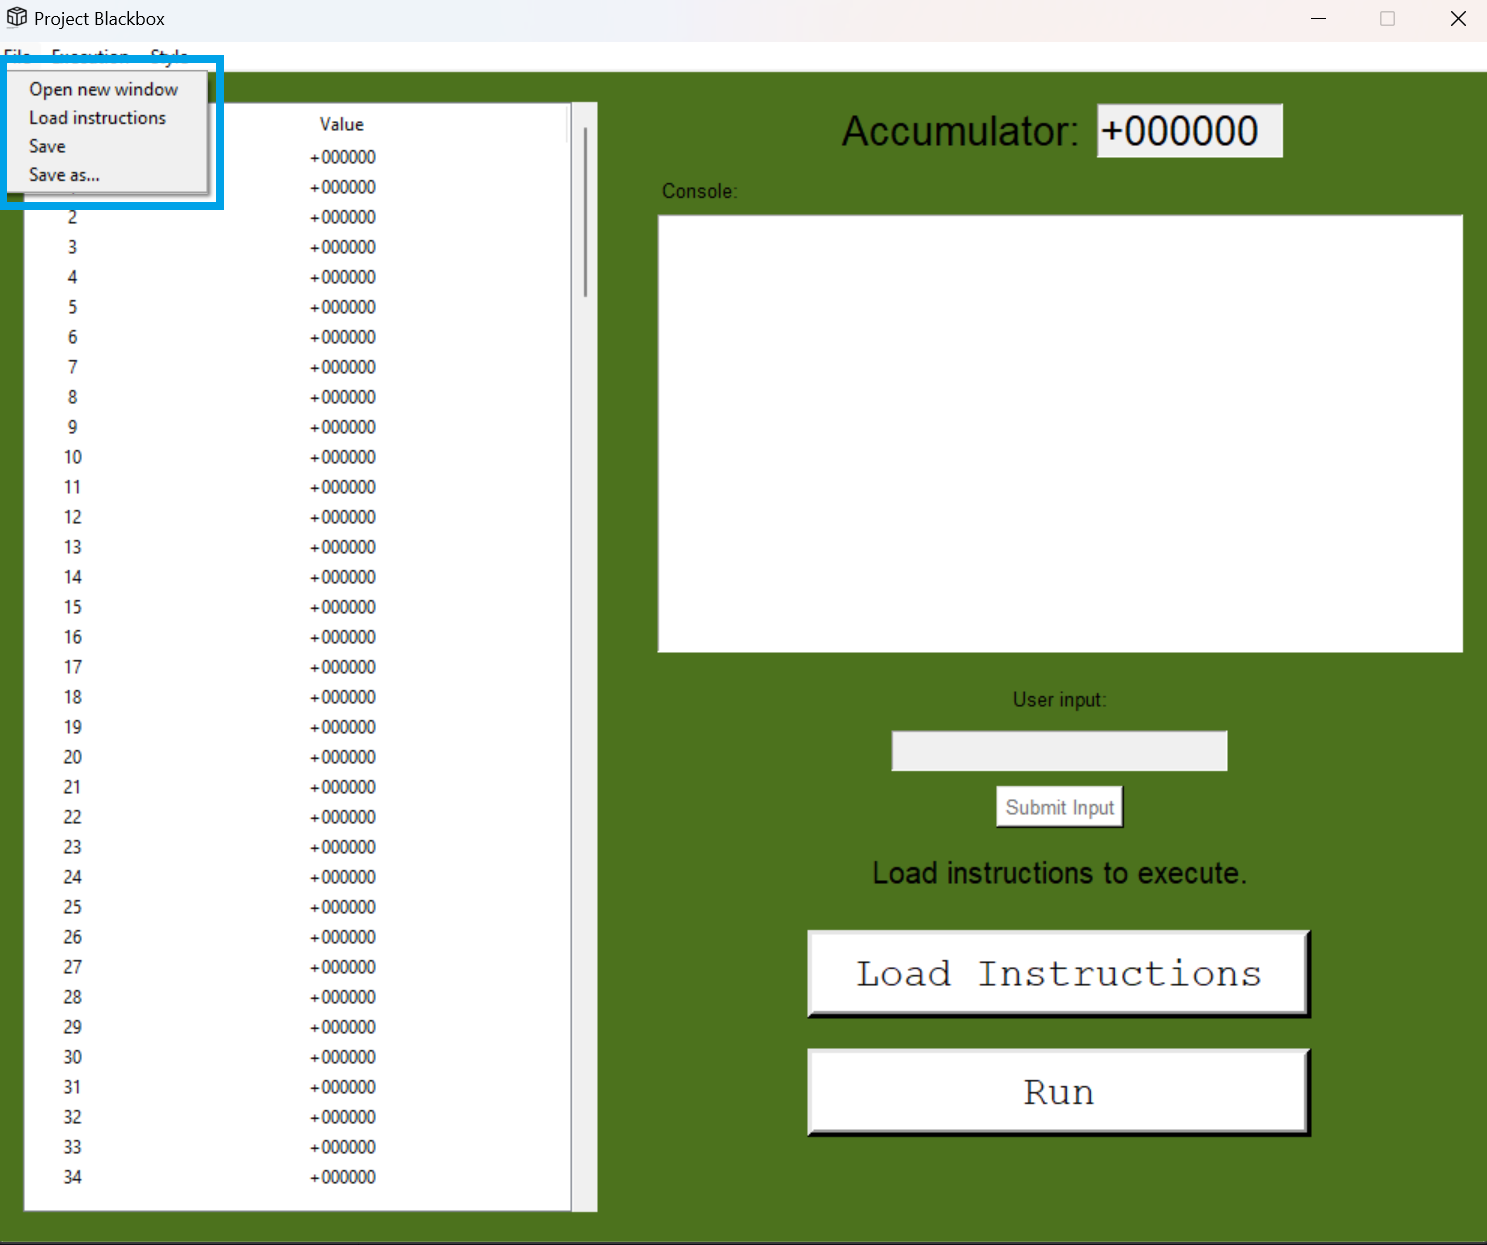 Project Blackbox
File Execution Style
Open new window
Load instructions
Save
Save as...
Value
+000000
+000000
2 +000000
3 +000000
4 +000000
5 +000000
6 +000000
7 +000000
8 +000000
9 +000000
10 +000000
11 +000000
12 +000000
13 +000000
14 +000000
15 +000000
16 +000000
17 +000000
18 +000000
19 +000000
20 +000000
21 +000000
22 +000000
23 +000000
24 +000000
25 +000000
26 +000000
27 +000000
28 +000000
29 +000000
30 +000000
31 +000000
32 +000000
33 +000000
34 +000000
Accumulator: +000000
Console:
User input:
Submit Input
Load instructions to execute.
Load Instructions
Run